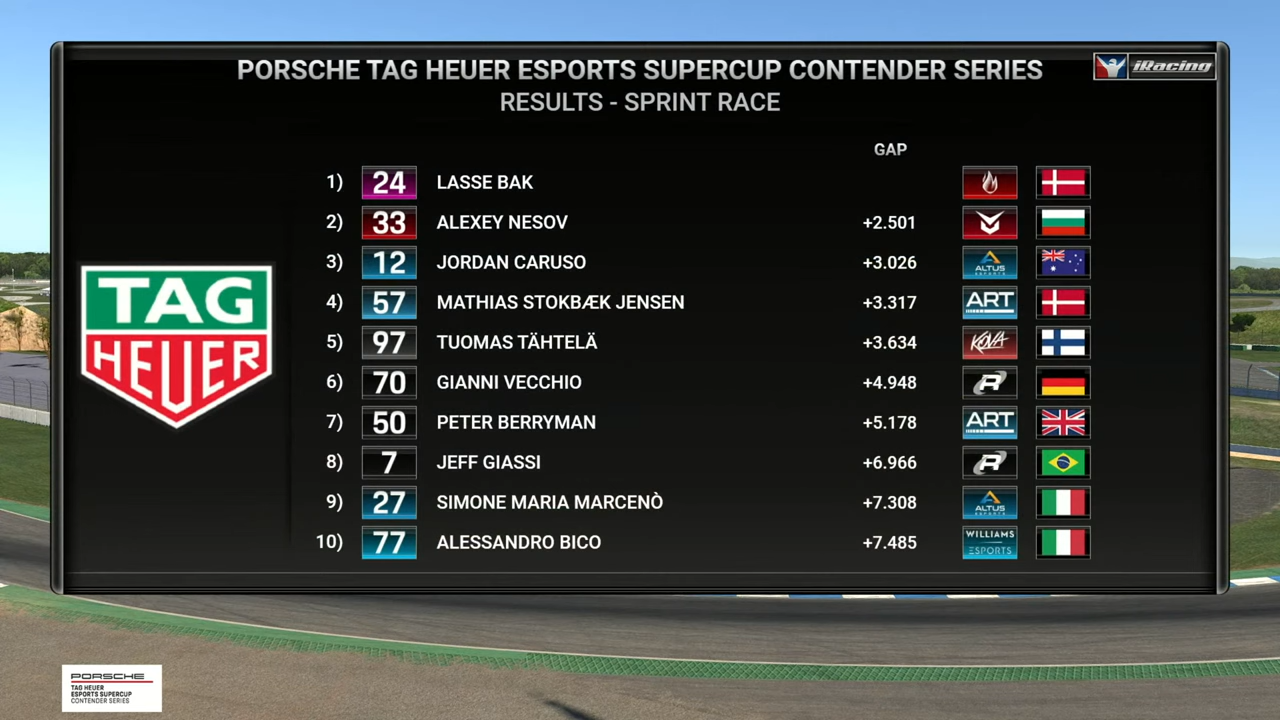 PORSCHE TAG HEUER ESPORTS SUPERCUP CONTENDER SERIES
iRacing
RESULTS - SPRINT RACE
GAP
1) 24 LASSE BAK
2) 33 ALEXEY NESOV +2.501
3) 12 JORDAN CARUSO +3.026 ALTUS ESPORTS
4) 57 MATHIAS STOKBÆK JENSEN +3.317 ART
5) 97 TUOMAS TÄHTELÄ +3.634 KOVA
6) 70 GIANNI VECCHIO +4.948 R
7) 50 PETER BERRYMAN +5.178 ART
8) 7 JEFF GIASSI +6.966 R
9) 27 SIMONE MARIA MARCENÒ +7.308 ALTUS ESPORTS
10) 77 ALESSANDRO BICO +7.485 WILLIAMS ESPORTS
TAG
HEUER
PORSCHE
TAG HEUER
ESPORTS SUPERCUP
CONTENDER SERIES